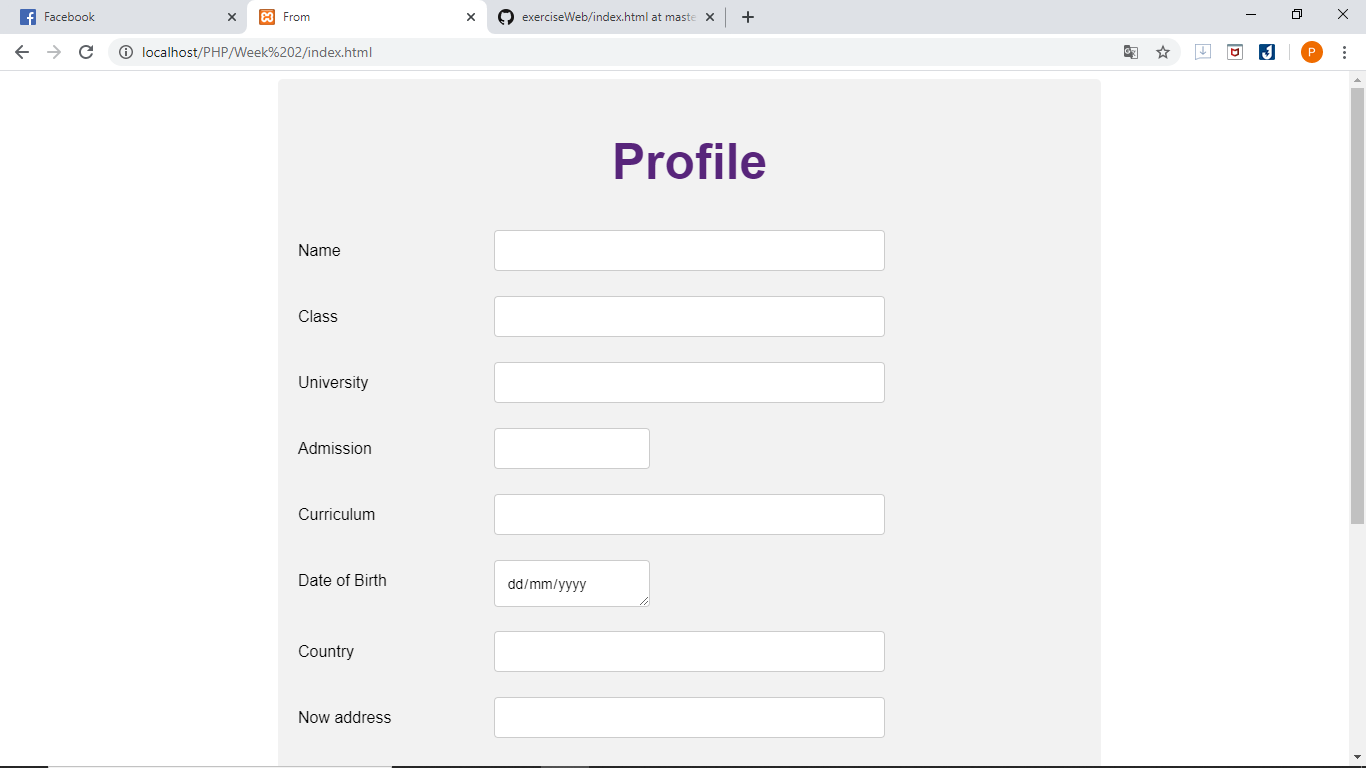 Facebook
From
exerciseWeb/index.html at maste
localhost/PHP/Week%202/index.html
P
Profile
Name
Class
University
Admission
Curriculum
Date of Birth
dd/mm/yyyy
Country
Now address